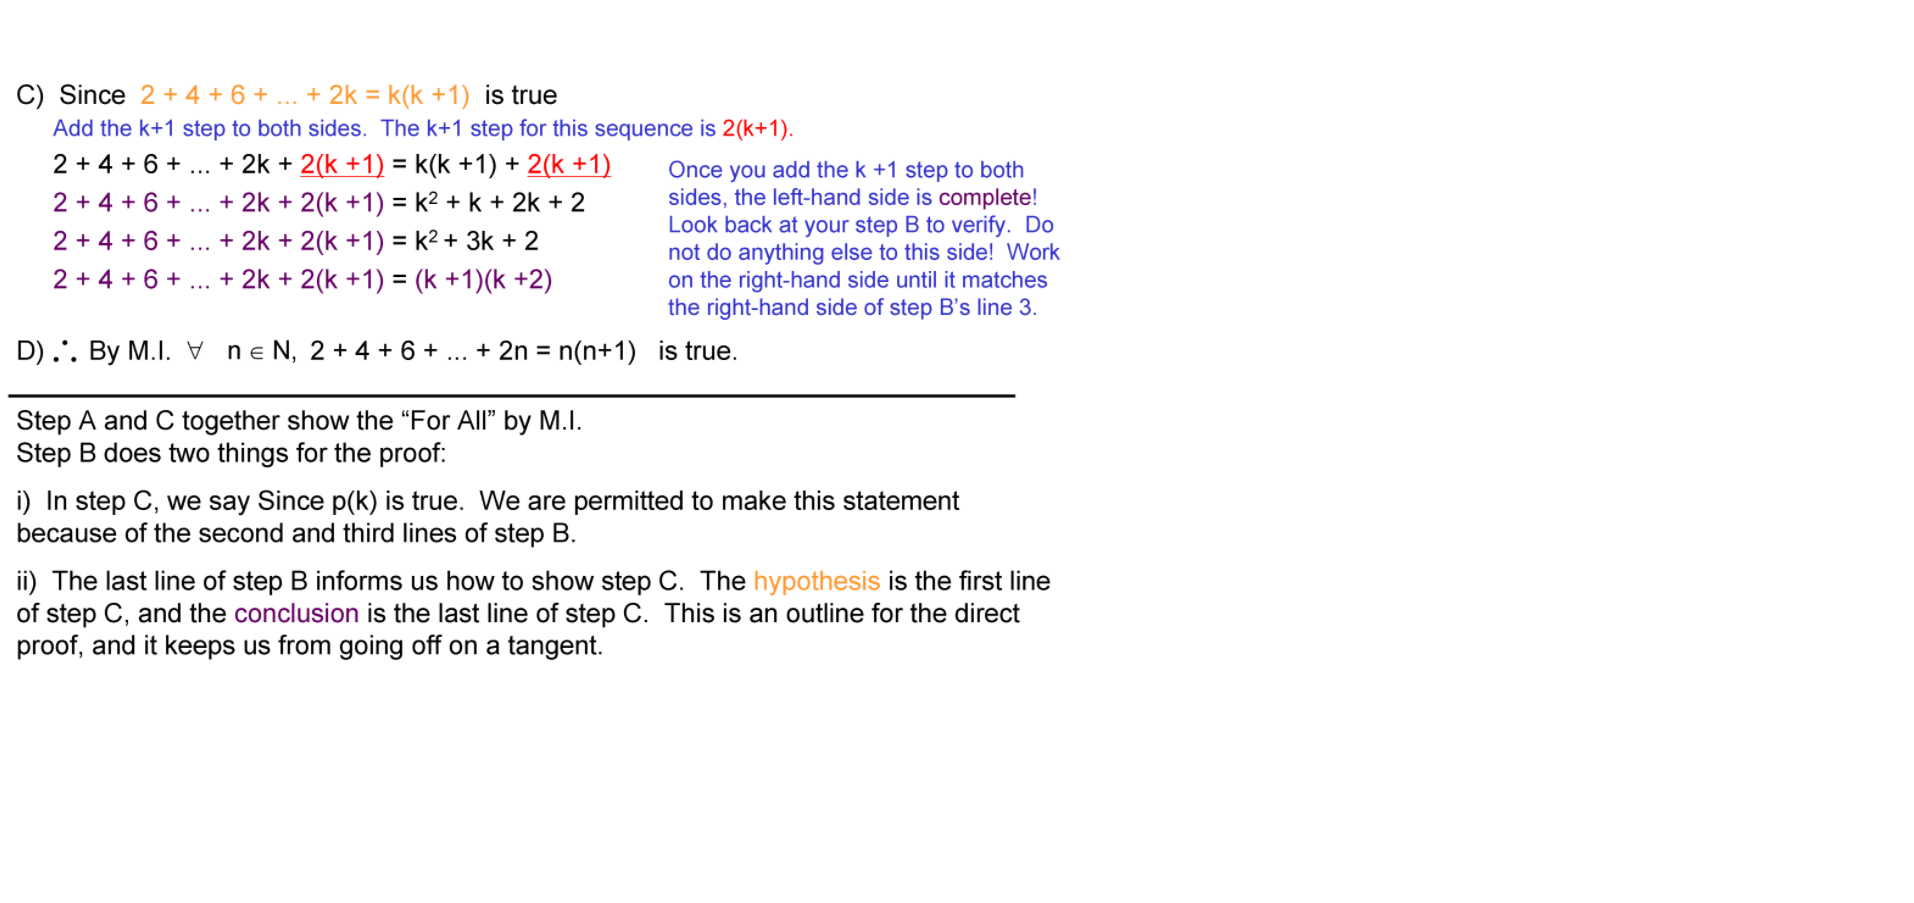 C) Since 2 + 4 + 6 + ... + 2k = k(k +1) is true
Add the k+1 step to both sides. The k+1 step for this sequence is 2(k+1).
2 + 4 + 6 + ... + 2k + 2(k +1) = k(k +1) + 2(k +1)
2 + 4 + 6 + ... + 2k + 2(k +1) = k² + k + 2k + 2
2 + 4 + 6 + ... + 2k + 2(k +1) = k² + 3k + 2
2 + 4 + 6 + ... + 2k + 2(k +1) = (k +1)(k +2)
Once you add the k +1 step to both
sides, the left-hand side is complete!
Look back at your step B to verify. Do
not do anything else to this side! Work
on the right-hand side until it matches
the right-hand side of step B’s line 3.
D) ∴ By M.I. ∀ n ∈ N, 2 + 4 + 6 + ... + 2n = n(n+1) is true.
Step A and C together show the “For All” by M.I.
Step B does two things for the proof:
i) In step C, we say Since p(k) is true. We are permitted to make this statement
because of the second and third lines of step B.
ii) The last line of step B informs us how to show step C. The hypothesis is the first line
of step C, and the conclusion is the last line of step C. This is an outline for the direct
proof, and it keeps us from going off on a tangent.